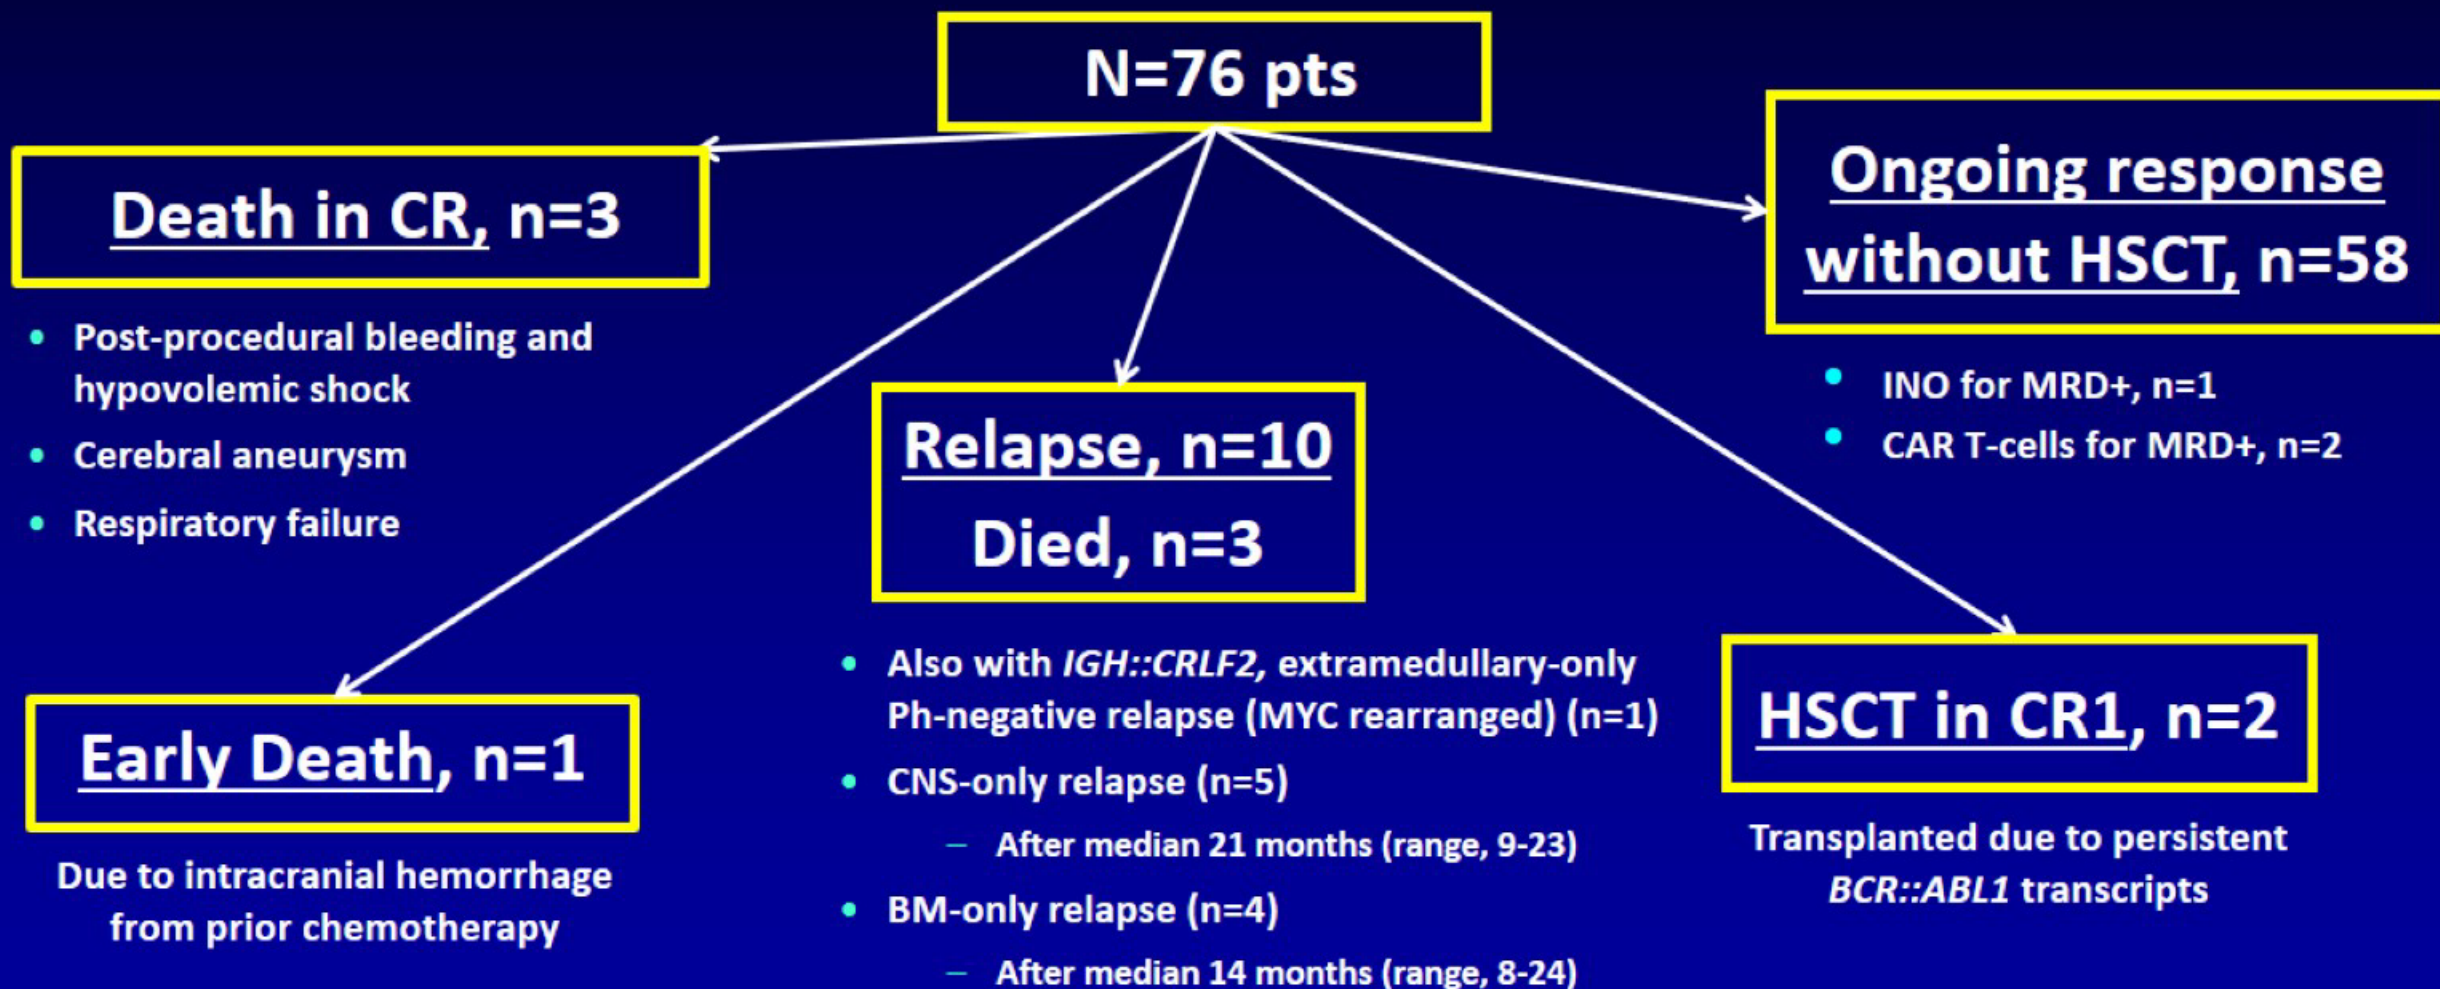 N=76 pts
Death in CR, n=3
• Post-procedural bleeding and
hypovolemic shock
• Cerebral aneurysm
• Respiratory failure
Early Death, n=1
Due to intracranial hemorrhage
from prior chemotherapy
Relapse, n=10
Died, n=3
• Also with IGH::CRLF2, extramedullary-only
Ph-negative relapse (MYC rearranged) (n=1)
• CNS-only relapse (n=5)
– After median 21 months (range, 9-23)
• BM-only relapse (n=4)
– After median 14 months (range, 8-24)
Ongoing response
without HSCT, n=58
• INO for MRD+, n=1
• CAR T-cells for MRD+, n=2
HSCT in CR1, n=2
Transplanted due to persistent
BCR::ABL1 transcripts